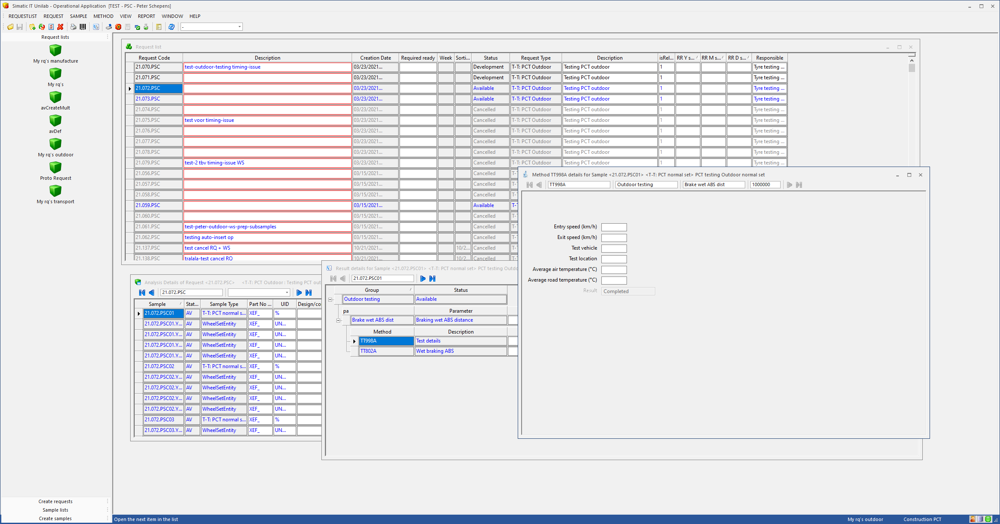 Simatic IT Unilab - Operational Application [TEST - PSC - Peter Schepens]
REQUESTLIST REQUEST SAMPLE METHOD VIEW REPORT WINDOW HELP
-
Request lists
My rq's manufacture
My rq's
avCreateMult
avDef
My rq's outdoor
Proto Request
My rq's transport
Create requests
Sample lists
Create samples
Request list
Request Code Description Creation Date Required ready Week Sorti... Status Request Type Description isRel... RR Y s... RR M s... RR D s... Responsible
21.070.PSC test-outdoor-testing timing-issue 03/23/2021... Development T-T: PCT Outdoor Testing PCT outdoor 1 Tyre testing ...
21.071.PSC 03/23/2021... Development T-T: PCT Outdoor Testing PCT outdoor 1 Tyre testing ...
21.072.PSC 03/23/2021... Available T-T: PCT Outdoor Testing PCT outdoor 1 Tyre testing ...
21.073.PSC 03/23/2021... Available T-T: PCT Outdoor Testing PCT outdoor 1 Tyre testing ...
21.074.PSC 03/23/2021... Cancelled T-T: PCT Outdoor Testing PCT outdoor 1 Tyre testing ...
21.075.PSC test voor timing-issue 03/23/2021... Cancelled T-T: PCT Outdoor Testing PCT outdoor 1 Tyre testing ...
21.076.PSC 03/23/2021... Cancelled T-T: PCT Outdoor Testing PCT outdoor 1 Tyre testing ...
21.077.PSC 03/23/2021... Cancelled T-T: PCT Outdoor Testing PCT outdoor 1 Tyre testing ...
21.078.PSC 03/23/2021... Cancelled T-T: PCT Outdoor Testing PCT outdoor 1 Tyre testing ...
21.079.PSC test-2 tbv timing-issue WS 03/23/2021... Cancelled T-T: PCT Outdoor Testing PCT outdoor 1 Tyre testing ...
21.056.PSC 03/15/2021... Cancelled T-T
21.057.PSC 03/15/2021... Cancelled T-T
21.058.PSC 03/15/2021... Cancelled T-T
21.059.PSC 03/15/2021... Available T-T
21.060.PSC 03/15/2021... Cancelled T-T
21.061.PSC test-peter-outdoor-ws-prep-subsamples 03/15/2021... Cancelled T-T
21.062.PSC testing auto-insert op 03/15/2021... Cancelled T-T
21.137.PSC test cancel RQ + WS 10/21/2021... 10/2... Cancelled T-T
21.138.PSC tralala-test cancel RQ 10/21/2021... 10/2... Cancelled T-T
Analysis Details of Request <21.072.PSC> <T-T: PCT Outdoor : Testing PCT out
21.072.PSC
Sample Stat... Sample Type Part No ... UID Design/co
21.072.PSC01 AV T-T: PCT normal s... XEF_ %
21.072.PSC01.Y... AV WheelSetEntity XEF_ UN...
21.072.PSC01.Y... AV WheelSetEntity XEF_ UN...
21.072.PSC01.Y... AV WheelSetEntity XEF_ UN...
21.072.PSC01.Y... AV WheelSetEntity XEF_ UN...
21.072.PSC02 AV T-T: PCT normal s... XEF_ %
21.072.PSC02.Y... AV WheelSetEntity XEF_ UN...
21.072.PSC02.Y... AV WheelSetEntity XEF_ UN...
21.072.PSC02.Y... AV WheelSetEntity XEF_ UN...
21.072.PSC02.Y... AV WheelSetEntity XEF_ UN...
21.072.PSC03 AV T-T: PCT normal s... XEF_ %
21.072.PSC03.Y... AV WheelSetEntity XEF_ UN...
Result details for Sample <21.072.PSC01> <T-T: PCT normal set> PCT testing Outd
21.072.PSC01
Group Status
Outdoor testing Available
pa Parameter
Brake wet ABS dist Braking wet ABS distance
Method Description
TT998A Test details
TT802A Wet braking ABS
Method TT998A details for Sample <21.072.PSC01> <T-T: PCT normal set> PCT testing Outdoor normal set
TT998A Outdoor testing Brake wet ABS dist 1000000
Entry speed (km/h)
Exit speed (km/h)
Test vehicle
Test location
Average air temperature (°C)
Average road temperature (°C)
Result Completed
Open the next item in the list My rq's outdoor Construction PCT